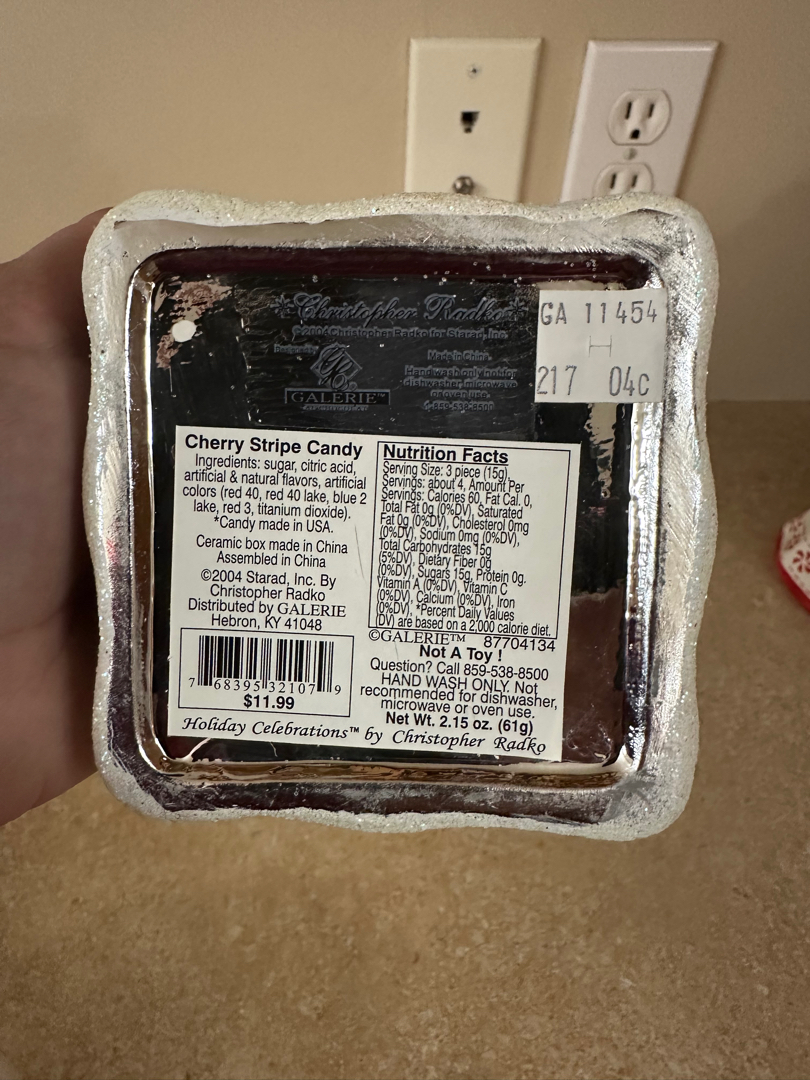 Christopher Radko
©2004 Christopher Radko for Starad, Inc.
Made in China
Hand wash only not for
dishwasher, microwave
or oven use.
1-859-538-8500
GALERIE™
GA 11454
217 04c
Cherry Stripe Candy
Ingredients: sugar, citric acid,
artificial & natural flavors, artificial
colors (red 40, red 40 lake, blue 2
lake, red 3, titanium dioxide).
*Candy made in USA.
Ceramic box made in China
Assembled in China
©2004 Starad, Inc. By
Christopher Radko
Distributed by GALERIE
Hebron, KY 41048
7 68395 32107 9
$11.99
Nutrition Facts
Serving Size: 3 piece (15g),
Servings: about 4, Amount Per
Servings: Calories 60, Fat Cal. 0,
Total Fat 0g (0%DV), Saturated
Fat 0g (0%DV), Cholesterol 0mg
(0%DV), Sodium 0mg (0%DV),
Total Carbohydrates 15g
(5%DV), Dietary Fiber 0g
(0%DV), Sugars 15g, Protein 0g.
Vitamin A (0%DV), Vitamin C
(0%DV), Calcium (0%DV), Iron
(0%DV), *Percent Daily Values
(DV) are based on a 2,000 calorie diet.
©GALERIE™ 87704134
Not A Toy !
Question? Call 859-538-8500
HAND WASH ONLY. Not
recommended for dishwasher,
microwave or oven use.
Net Wt. 2.15 oz. (61g)
Holiday Celebrations™ by Christopher Radko